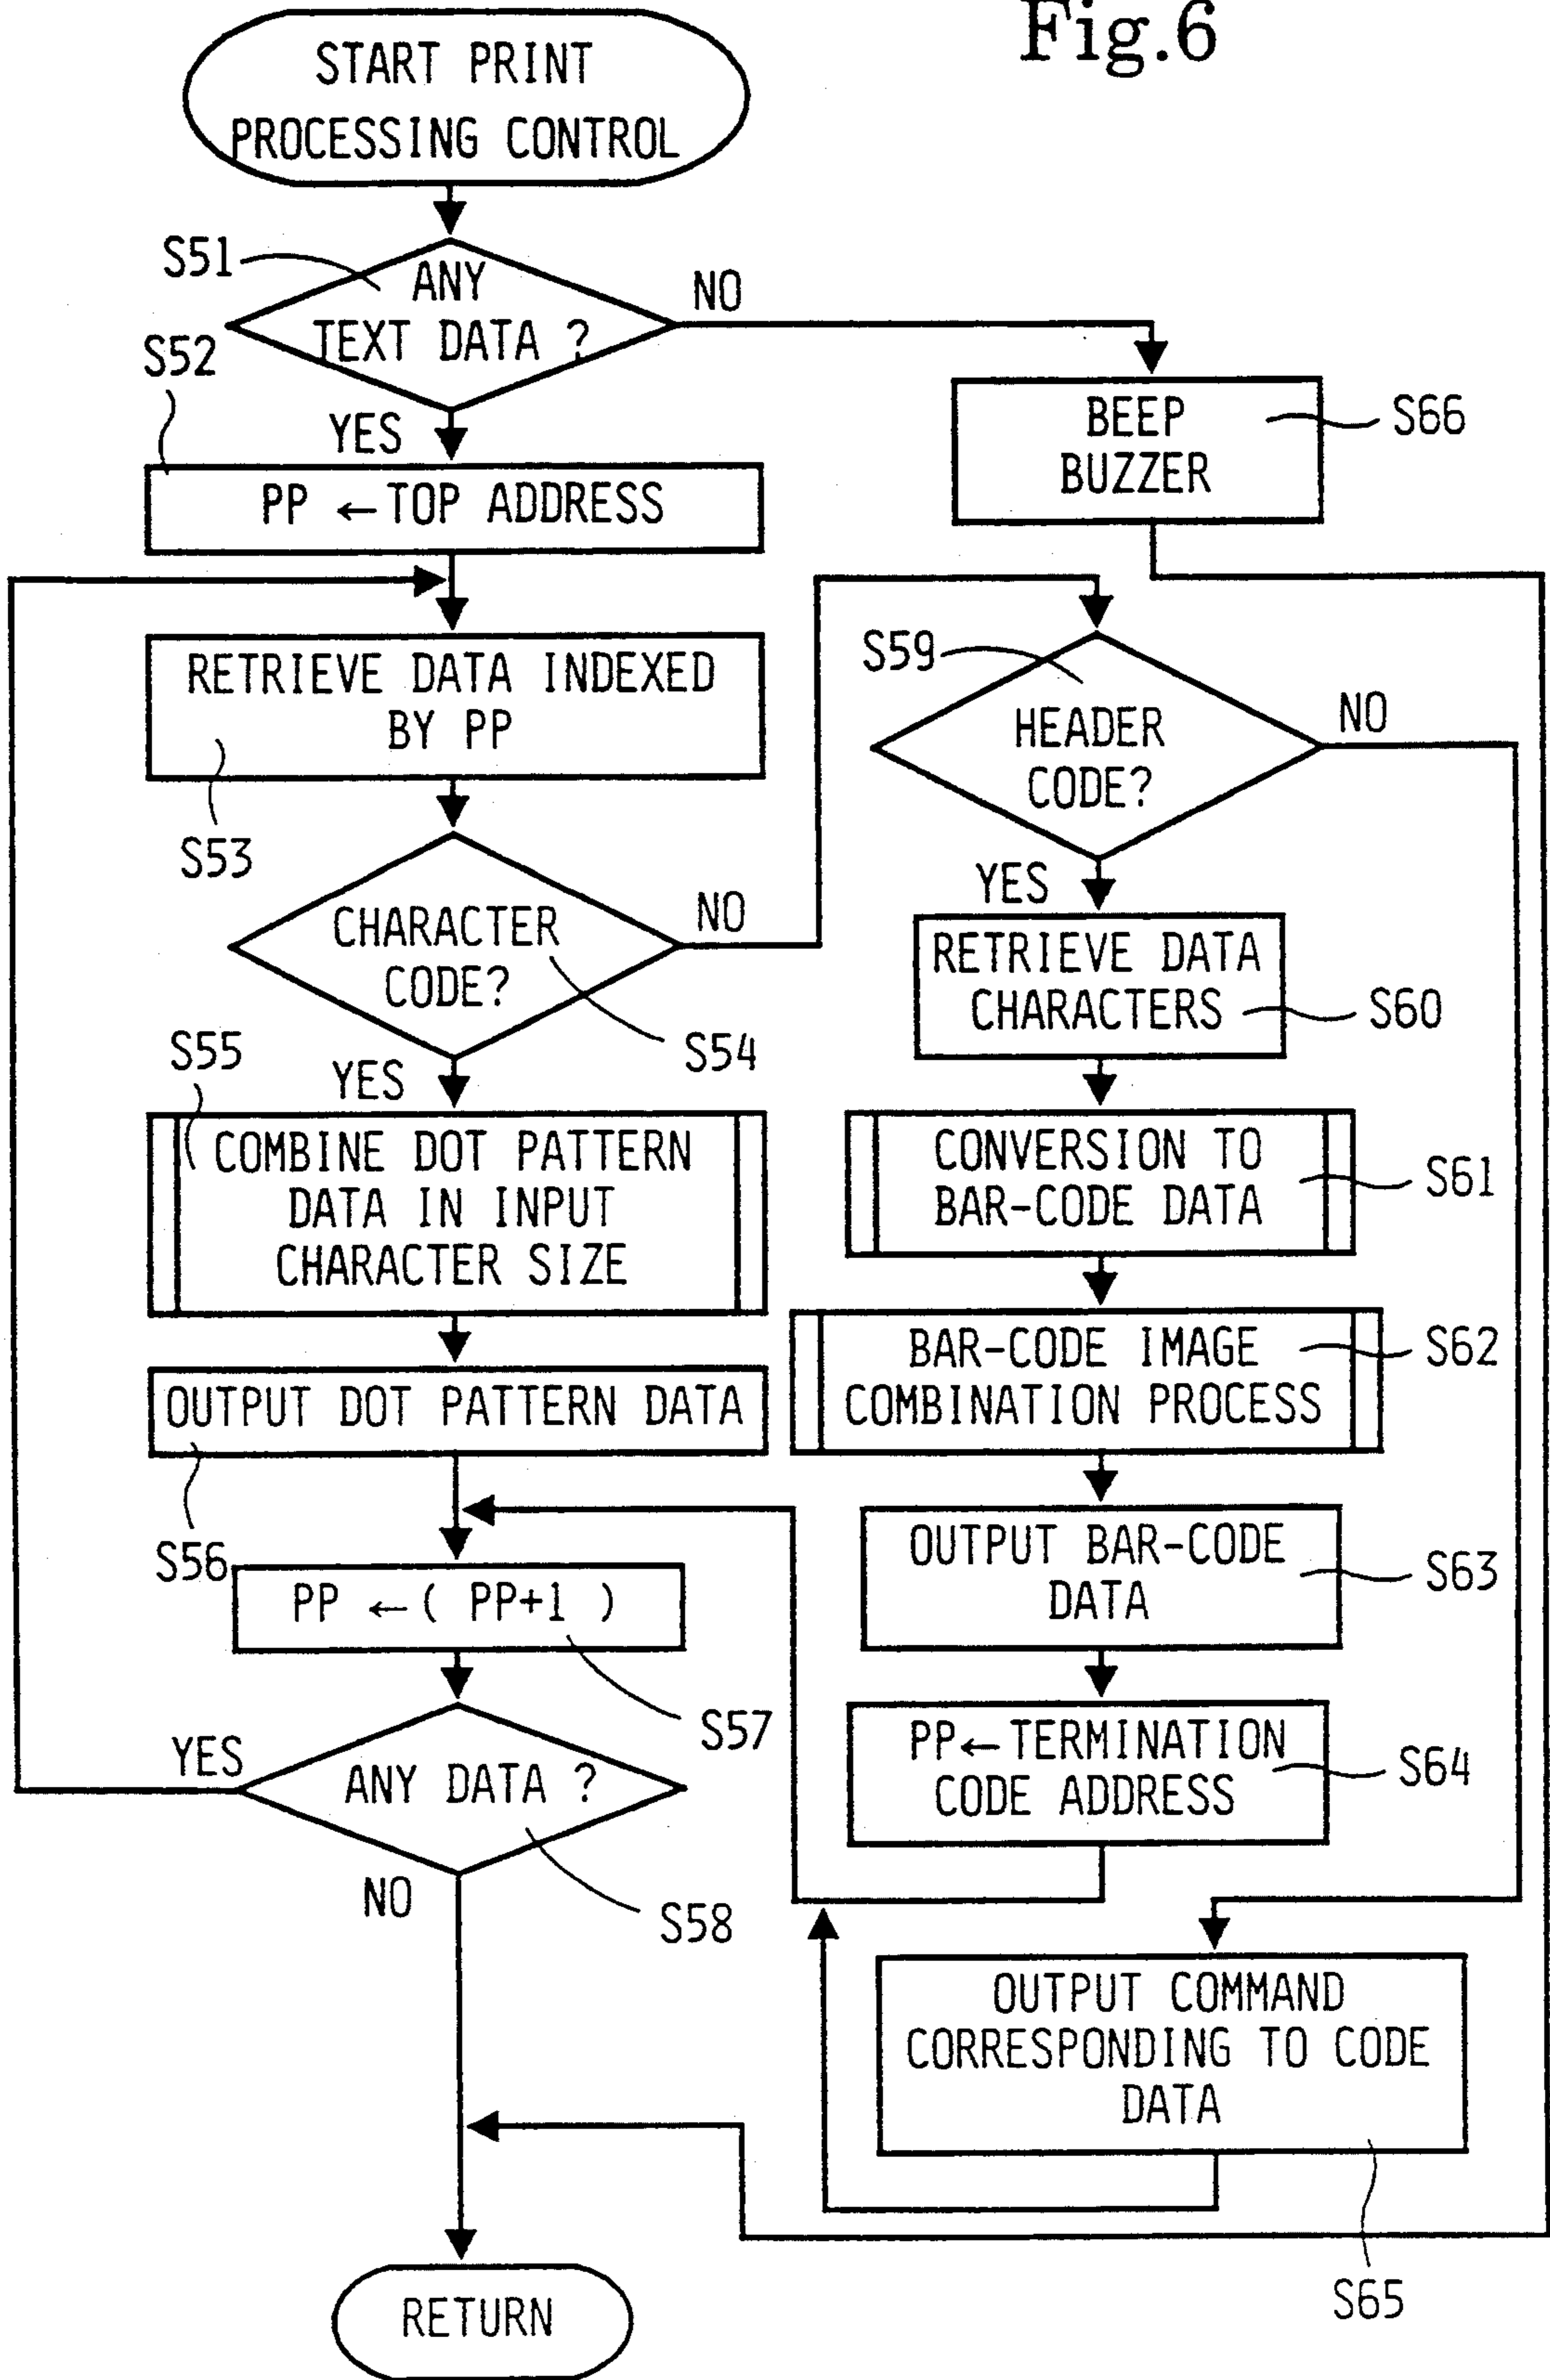 Fig.6
START PRINT
PROCESSING CONTROL
S51
ANY
TEXT DATA ?
NO
S52
YES
PP ← TOP ADDRESS
BEEP
BUZZER
S66
RETRIEVE DATA INDEXED
BY PP
S53
CHARACTER
CODE?
NO
S54
S55
YES
COMBINE DOT PATTERN
DATA IN INPUT
CHARACTER SIZE
OUTPUT DOT PATTERN DATA
S56
PP ← ( PP+1 )
S57
YES
ANY DATA ?
NO
S58
S59
HEADER
CODE?
NO
YES
RETRIEVE DATA
CHARACTERS
S60
CONVERSION TO
BAR-CODE DATA
S61
BAR-CODE IMAGE
COMBINATION PROCESS
S62
OUTPUT BAR-CODE
DATA
S63
PP ← TERMINATION
CODE ADDRESS
S64
OUTPUT COMMAND
CORRESPONDING TO CODE
DATA
S65
RETURN